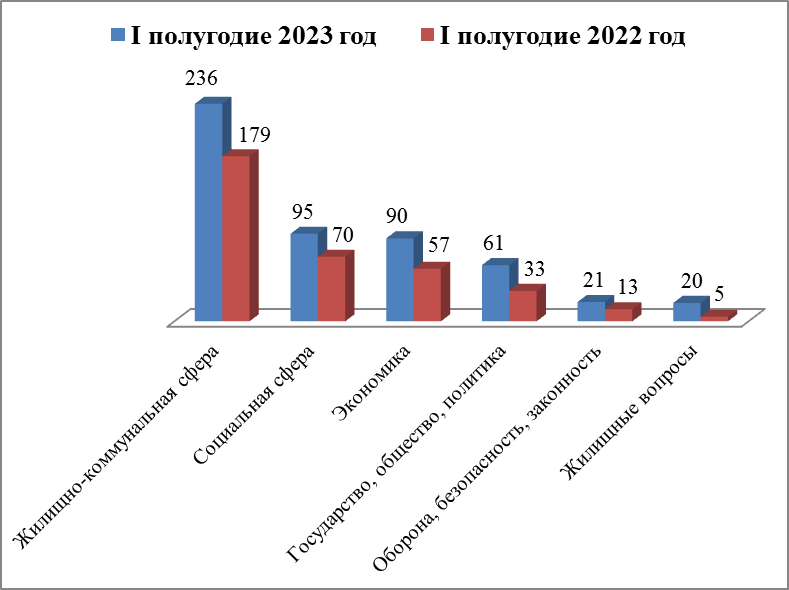 I полугодие 2023 год
I полугодие 2022 год
236
179
95
70
90
57
61
33
21
13
20
5
Жилищно-коммунальная сфера
Социальная сфера
Экономика
Государство, общество, политика
Оборона, безопасность, законность
Жилищные вопросы